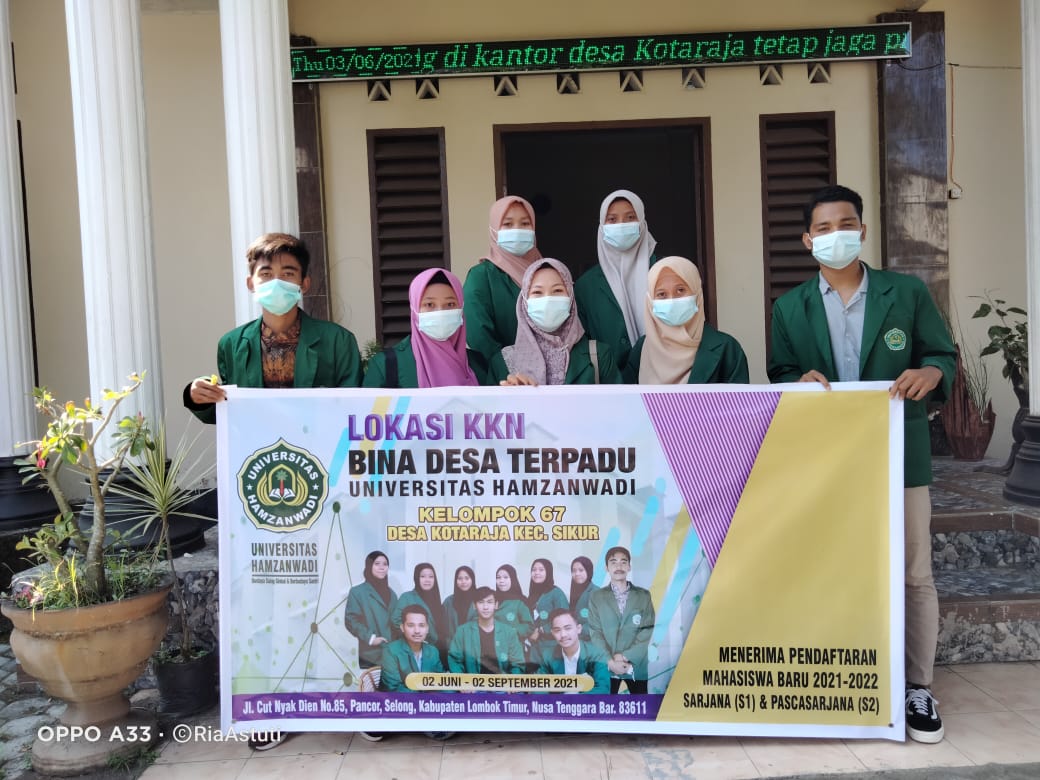 Thu 03/06/2021g di kantor desa Kotaraja tetap jaga p
LOKASI KKN
BINA DESA TERPADU
UNIVERSITAS HAMZANWADI
KELOMPOK 67
DESA KOTARAJA KEC. SIKUR
UNIVERSITAS
HAMZANWADI
UNIVERSITAS
HAMZANWADI
02 JUNI - 02 SEPTEMBER 2021
MENERIMA PENDAFTARAN
MAHASISWA BARU 2021-2022
SARJANA (S1) & PASCASARJANA (S2)
Jl. Cut Nyak Dien No.85, Pancor, Selong, Kabupaten Lombok Timur, Nusa Tenggara Bar. 83611
OPPO A33 · ©RiaAstuti